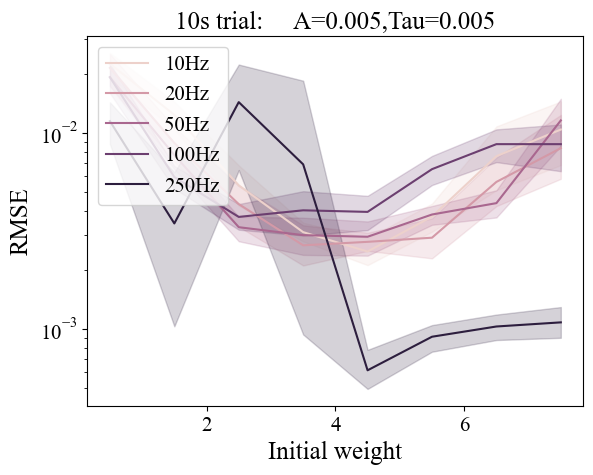 10s trial:    A=0.005,Tau=0.005
10Hz
20Hz
50Hz
100Hz
250Hz
RMSE
10⁻²
10⁻³
2 4 6
Initial weight